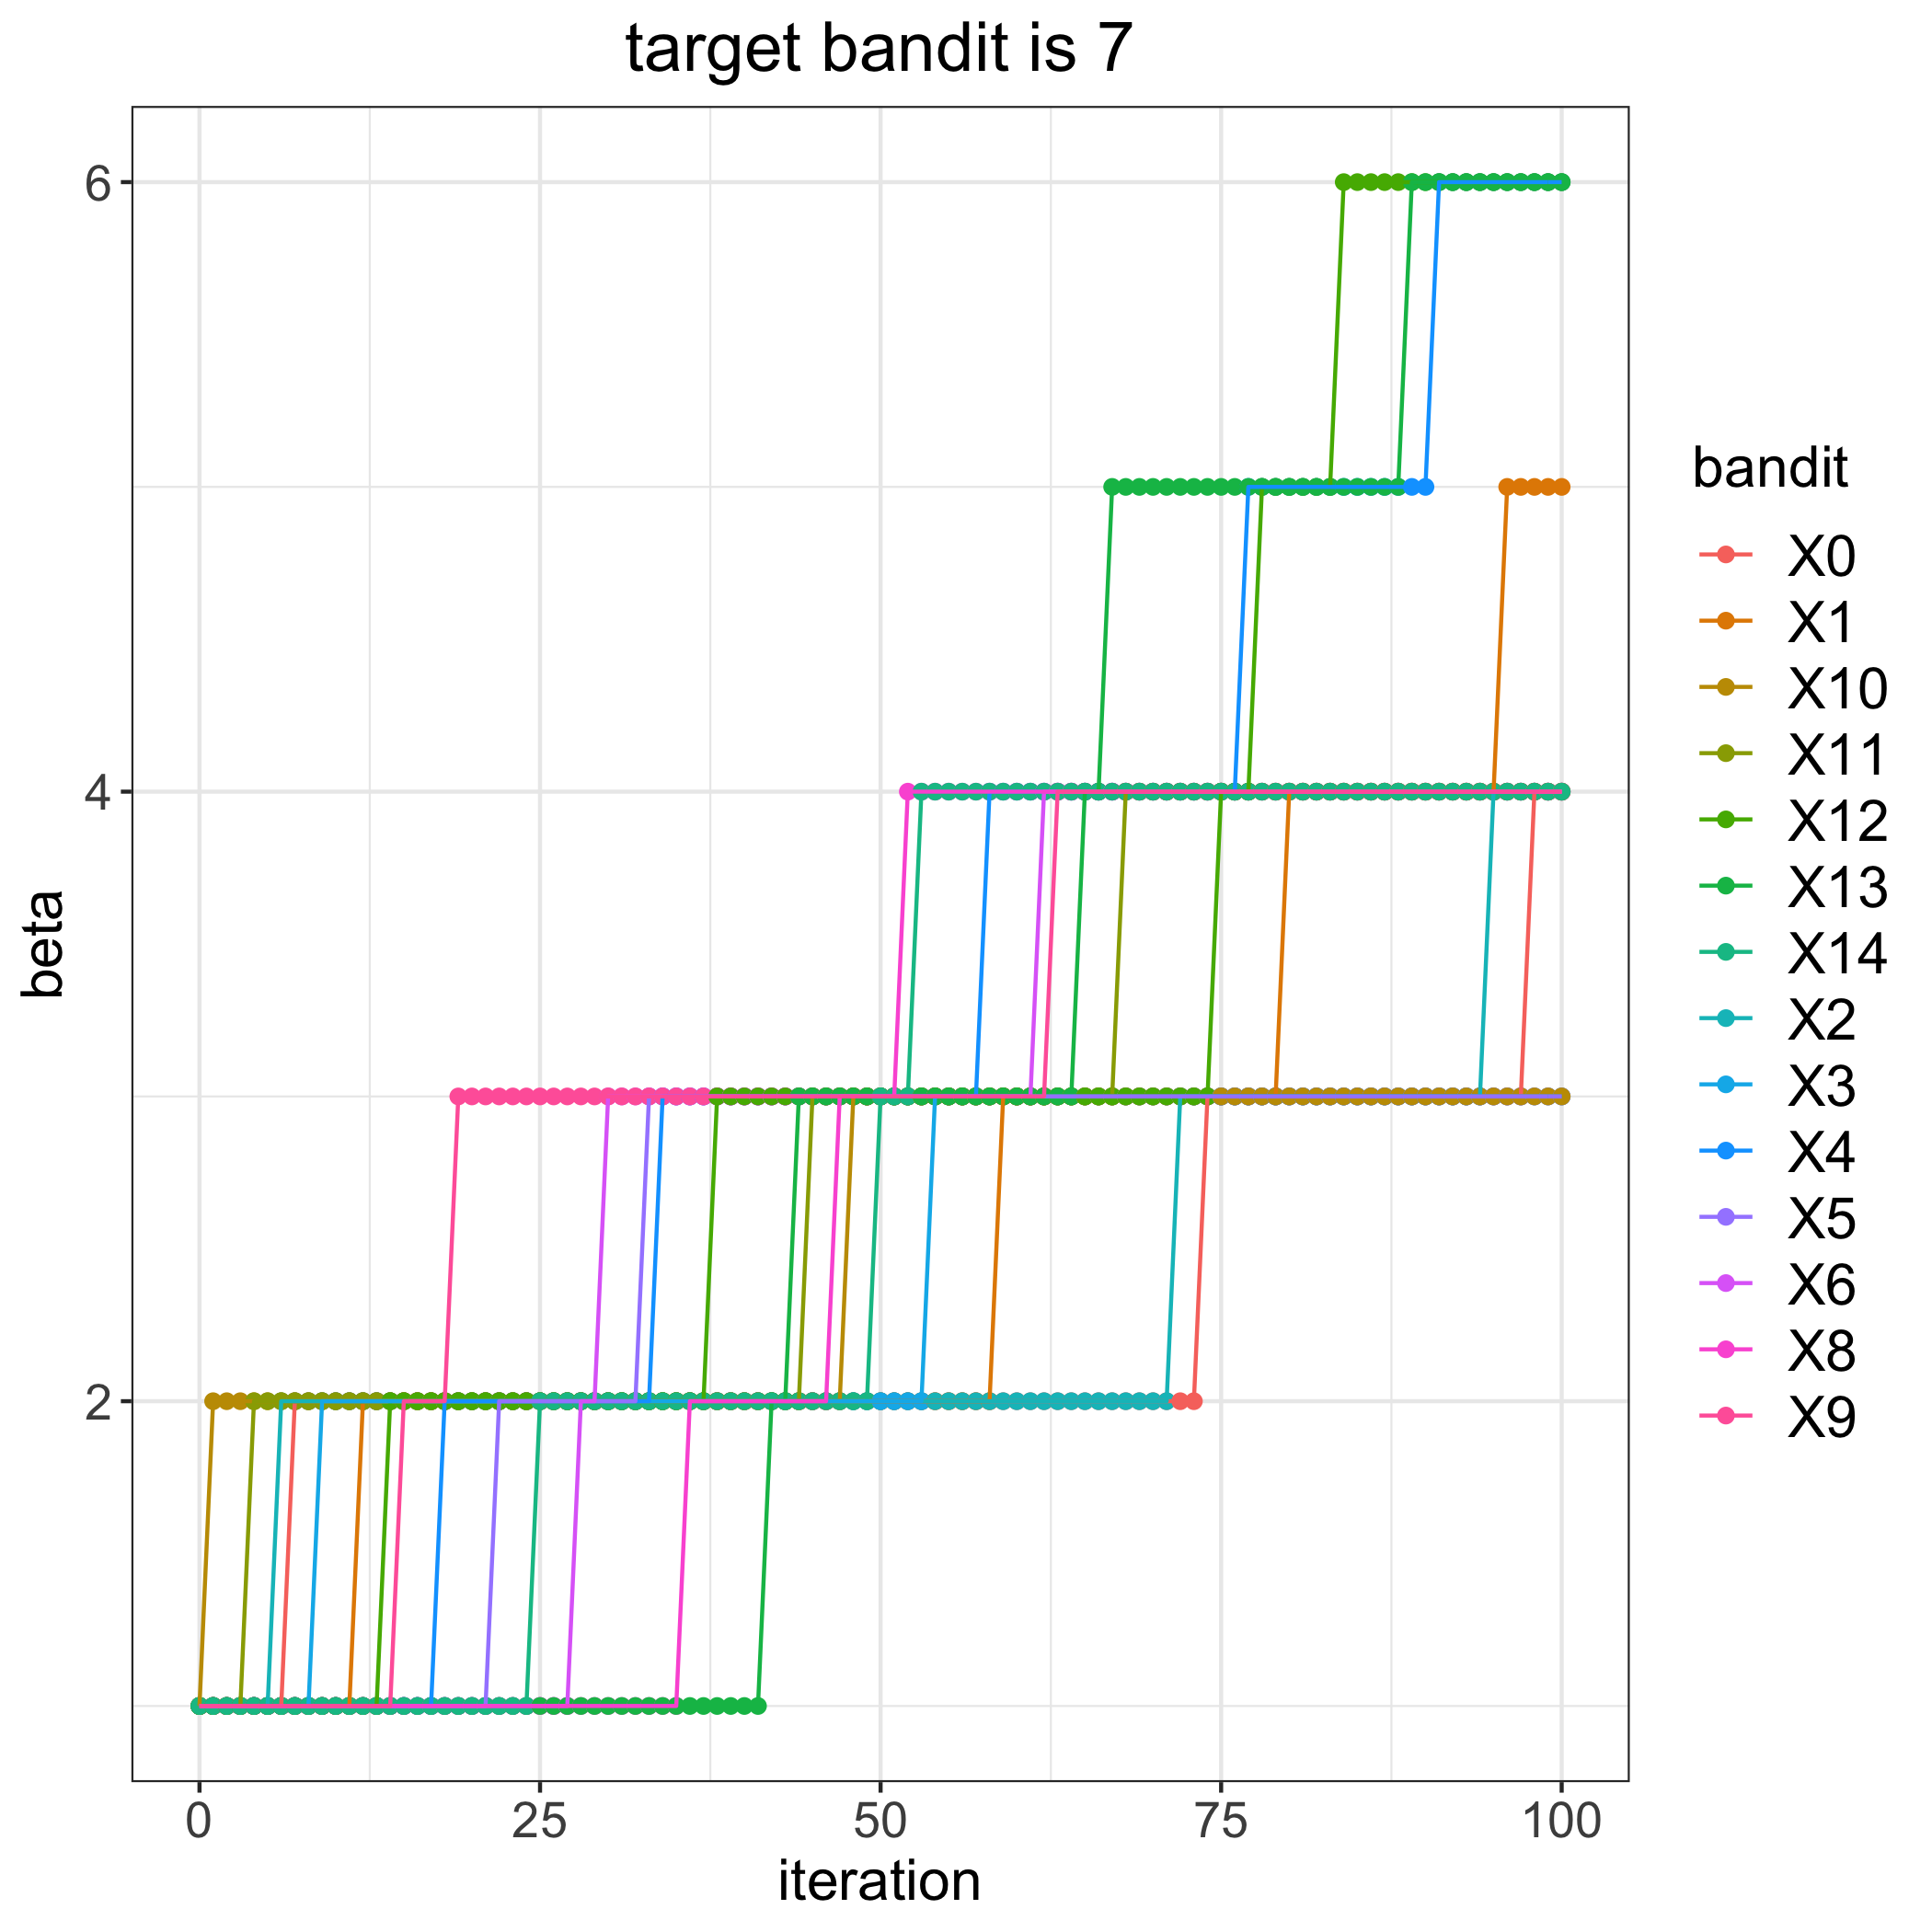 target bandit is 7
6
4
2
beta
0
25
50
75
100
iteration
bandit
X0
X1
X10
X11
X12
X13
X14
X2
X3
X4
X5
X6
X8
X9